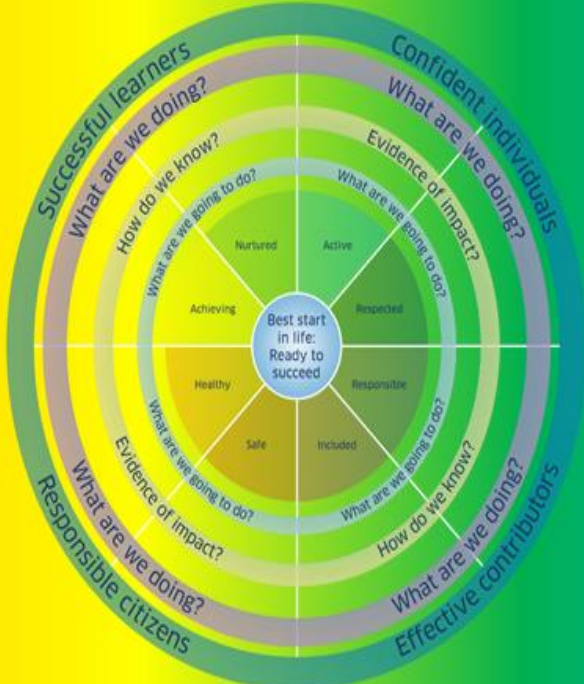 Successful learners
Confident individuals
What are we doing?
What are we doing?
How do we know?
Evidence of impact?
What are we going to do?
What are we going to do?
Nurtured
Active
Achieving
Respected
Best start
in life:
Ready to
succeed
Healthy
Responsible
Safe
Included
What are we going to do?
What are we going to do?
Evidence of impact?
How do we know?
What are we doing?
What are we doing?
Responsible citizens
Effective contributors